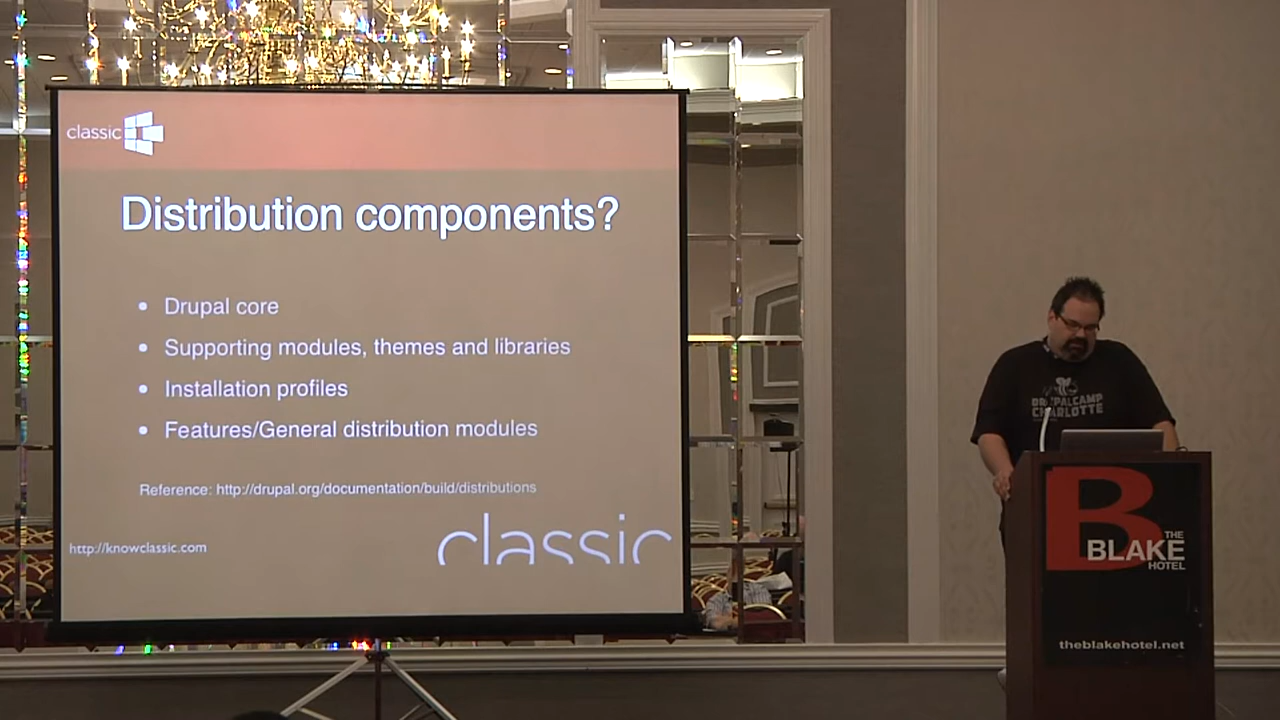 classic
Distribution components?
• Drupal core
• Supporting modules, themes and libraries
• Installation profiles
• Features/General distribution modules
Reference: http://drupal.org/documentation/build/distributions
http://knowclassic.com
classic
DRUPALCAMP
CHARLOTTE
B
THE
BLAKE
HOTEL
theblakehotel.net